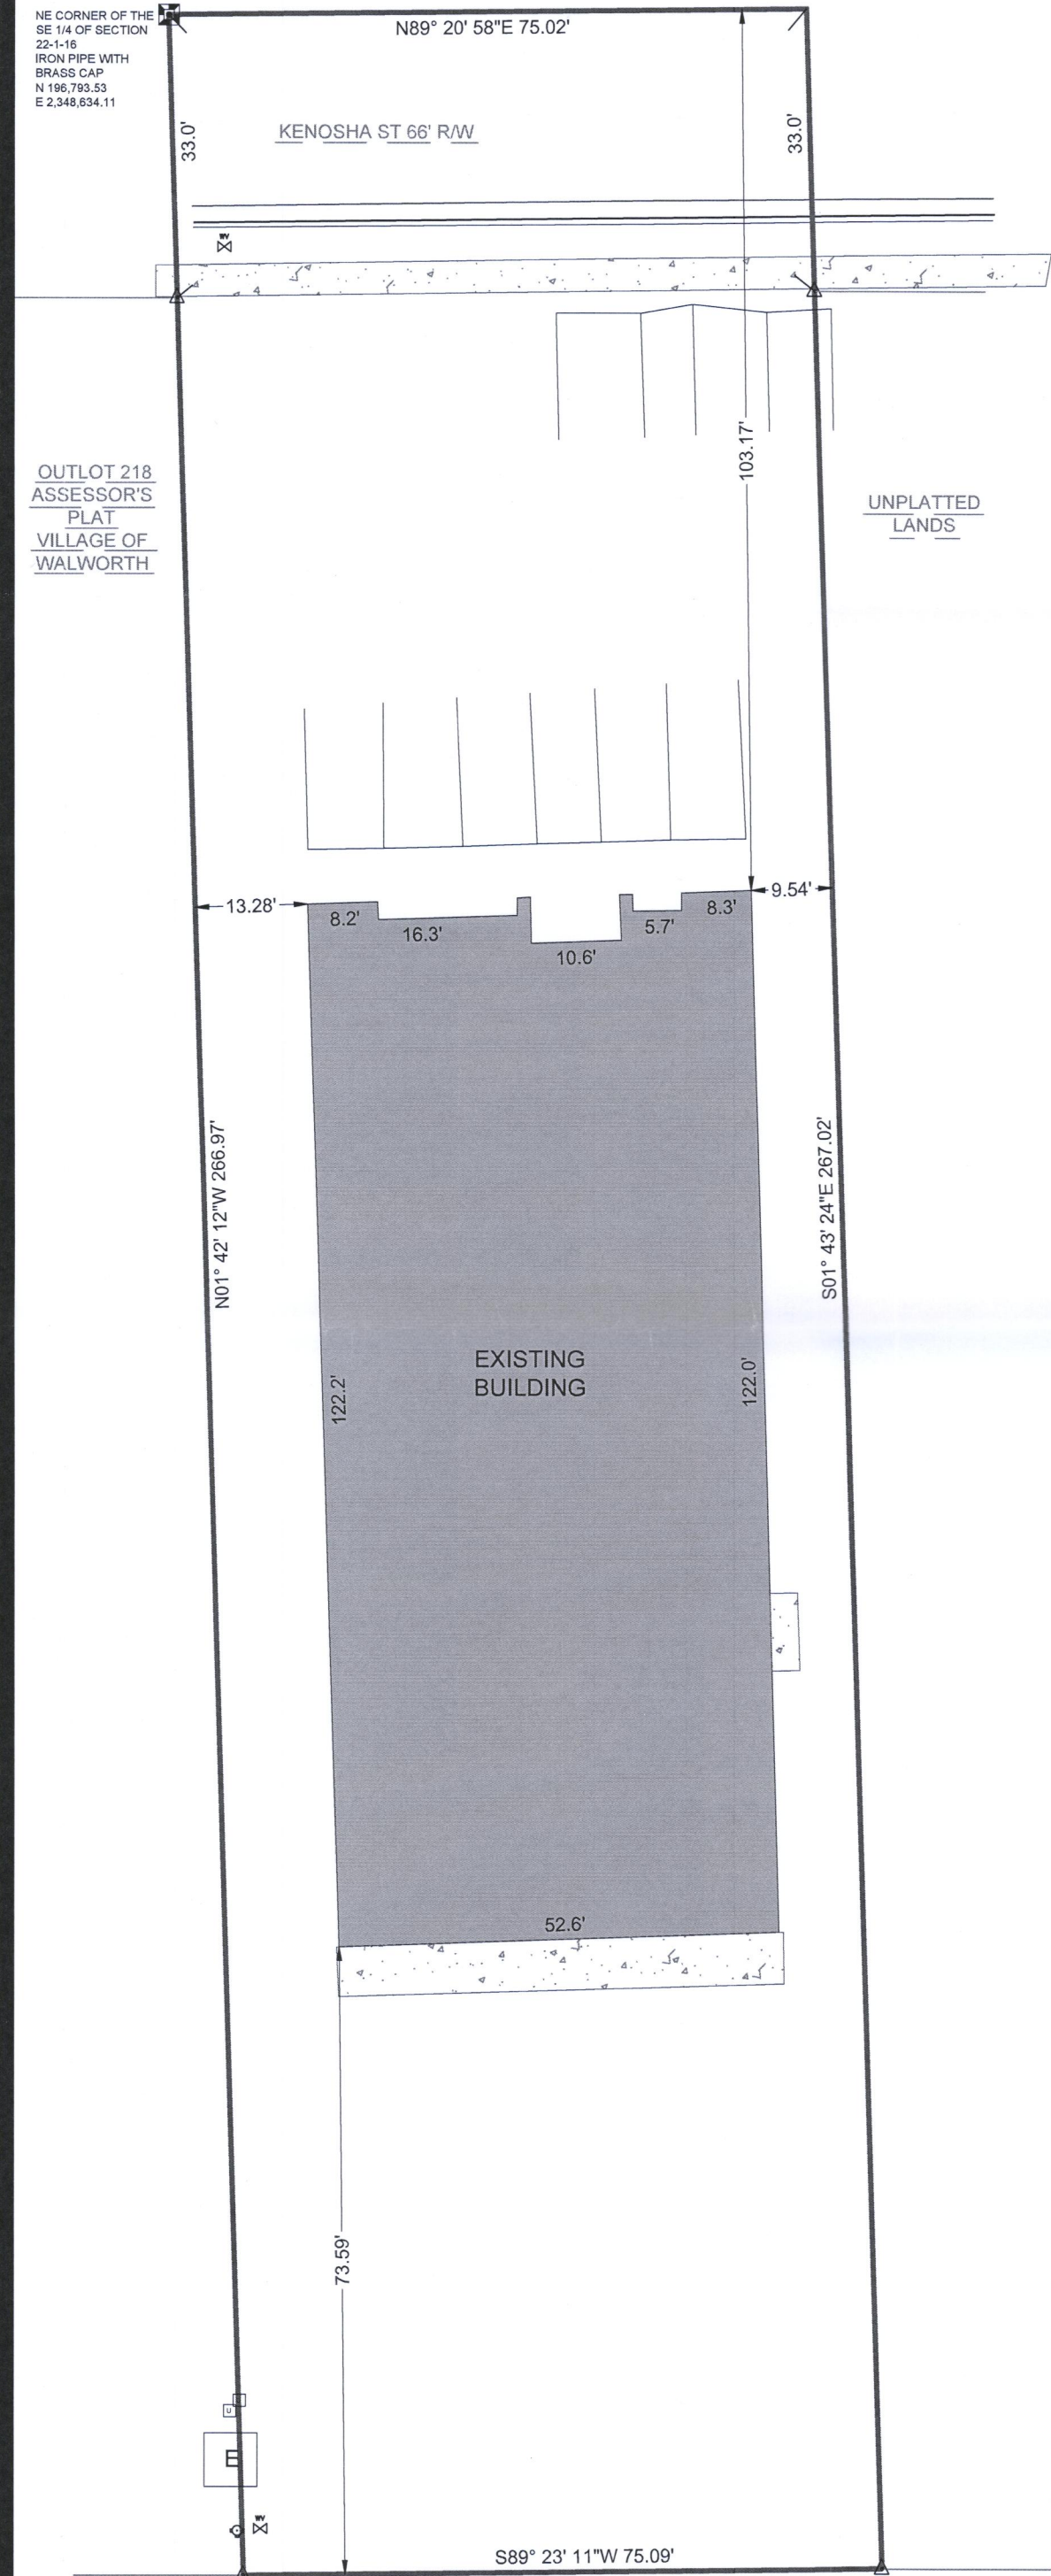 NE CORNER OF THE
SE 1/4 OF SECTION
22-1-16
IRON PIPE WITH
BRASS CAP
N 196,793.53
E 2,348,634.11
N89° 20' 58"E 75.02'
33.0'
KENOSHA ST 66' R/W
33.0'
WV
103.17'
OUTLOT 218
ASSESSOR'S
PLAT
VILLAGE OF
WALWORTH
UNPLATTED
LANDS
13.28'
9.54'
8.2'
16.3'
10.6'
5.7'
8.3'
N01° 42' 12"W 266.97'
S01° 43' 24"E 267.02'
EXISTING
BUILDING
122.2'
122.0'
52.6'
73.59'
U
E
WV
S89° 23' 11"W 75.09'